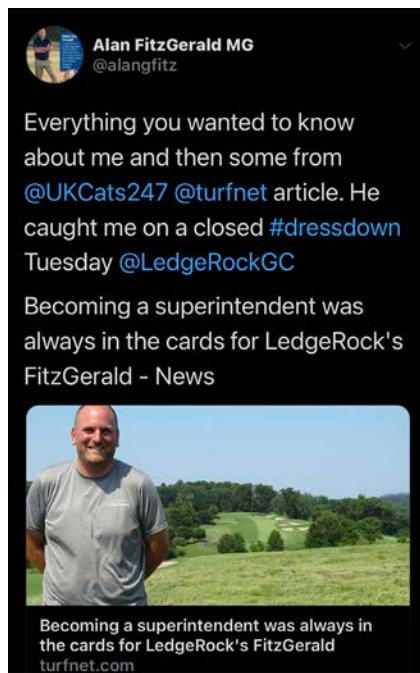 Alan FitzGerald MG
@alangfitz
Everything you wanted to know
about me and then some from
@UKCats247 @turfnet article. He
caught me on a closed #dressdown
Tuesday @LedgeRockGC
Becoming a superintendent was
always in the cards for LedgeRock's
FitzGerald - News
Becoming a superintendent was always in
the cards for LedgeRock's FitzGerald
turfnet.com